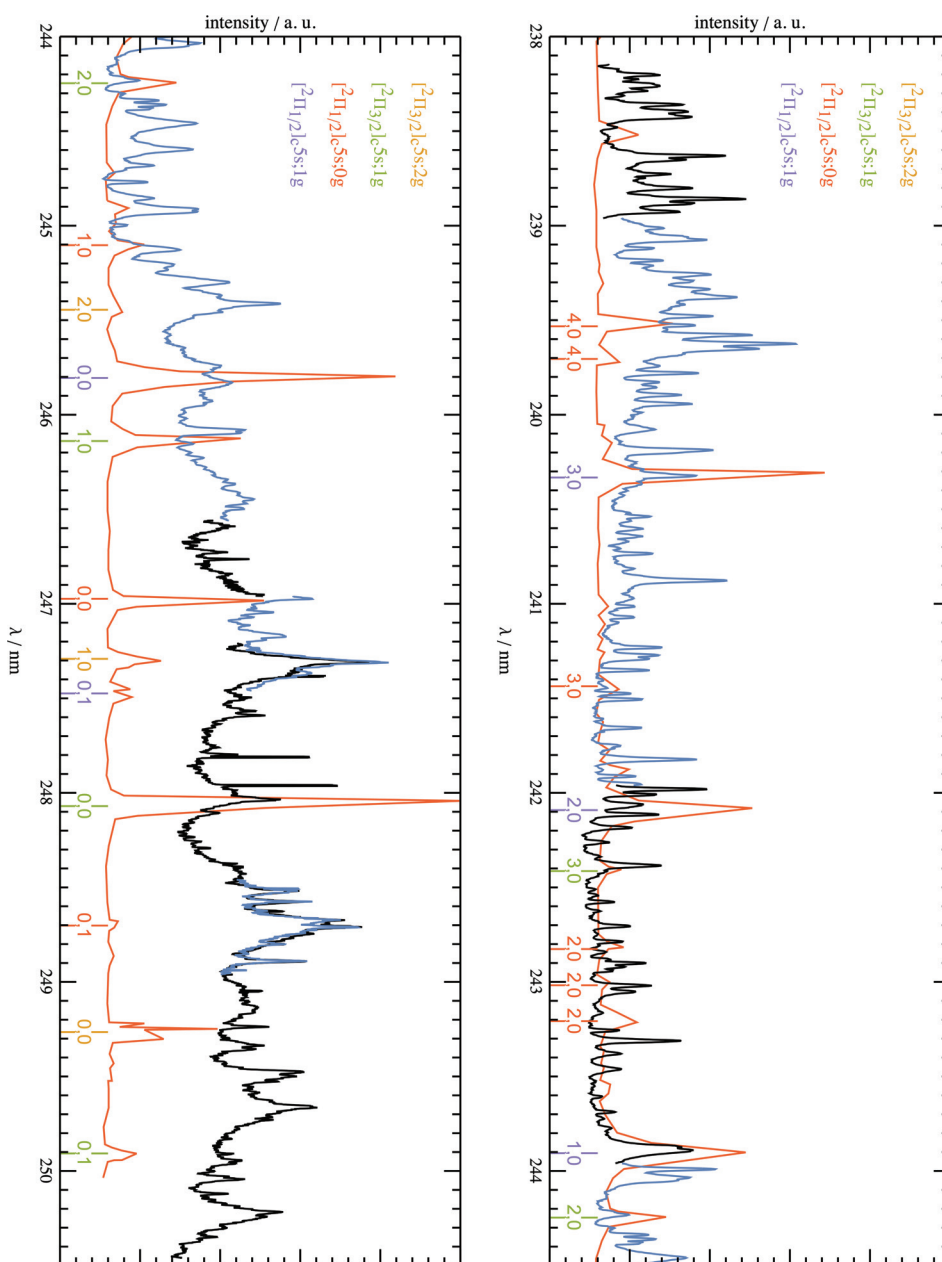 intensity / a. u.
[²Π₃/₂]c5s;2g
[²Π₃/₂]c5s;1g
[²Π₁/₂]c5s;0g
[²Π₁/₂]c5s;1g
4,0 4,0 3,0 3,0 2,0 3,0 2,0 2,0 2,0 1,0 2,0
238 239 240 241 242 243 244
λ / nm
intensity / a. u.
[²Π₃/₂]c5s;2g
[²Π₃/₂]c5s;1g
[²Π₁/₂]c5s;0g
[²Π₁/₂]c5s;1g
2,0 1,0 2,0 0,0 1,0 0,0 1,0 0,1 0,0 0,1 0,0 0,1
244 245 246 247 248 249 250
λ / nm